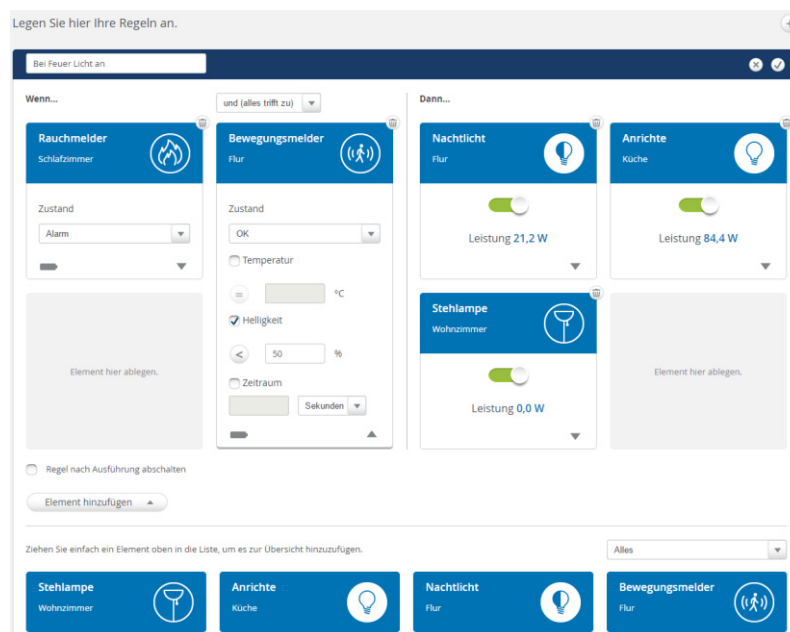 Legen Sie hier Ihre Regeln an.
Bei Feuer Licht an
Wenn...
und (alles trifft zu)
Dann...
Rauchmelder
Schlafzimmer
Zustand
Alarm
Bewegungsmelder
Flur
Zustand
OK
Temperatur
= °C
Helligkeit
< 50 %
Zeitraum
Sekunden
Nachtlicht
Flur
Leistung 21,2 W
Anrichte
Küche
Leistung 84,4 W
Element hier ablegen.
Stehlampe
Wohnzimmer
Leistung 0,0 W
Element hier ablegen.
Regel nach Ausführung abschalten
Element hinzufügen
Ziehen Sie einfach ein Element oben in die Liste, um es zur Übersicht hinzuzufügen.
Alles
Stehlampe
Wohnzimmer
Anrichte
Küche
Nachtlicht
Flur
Bewegungsmelder
Flur